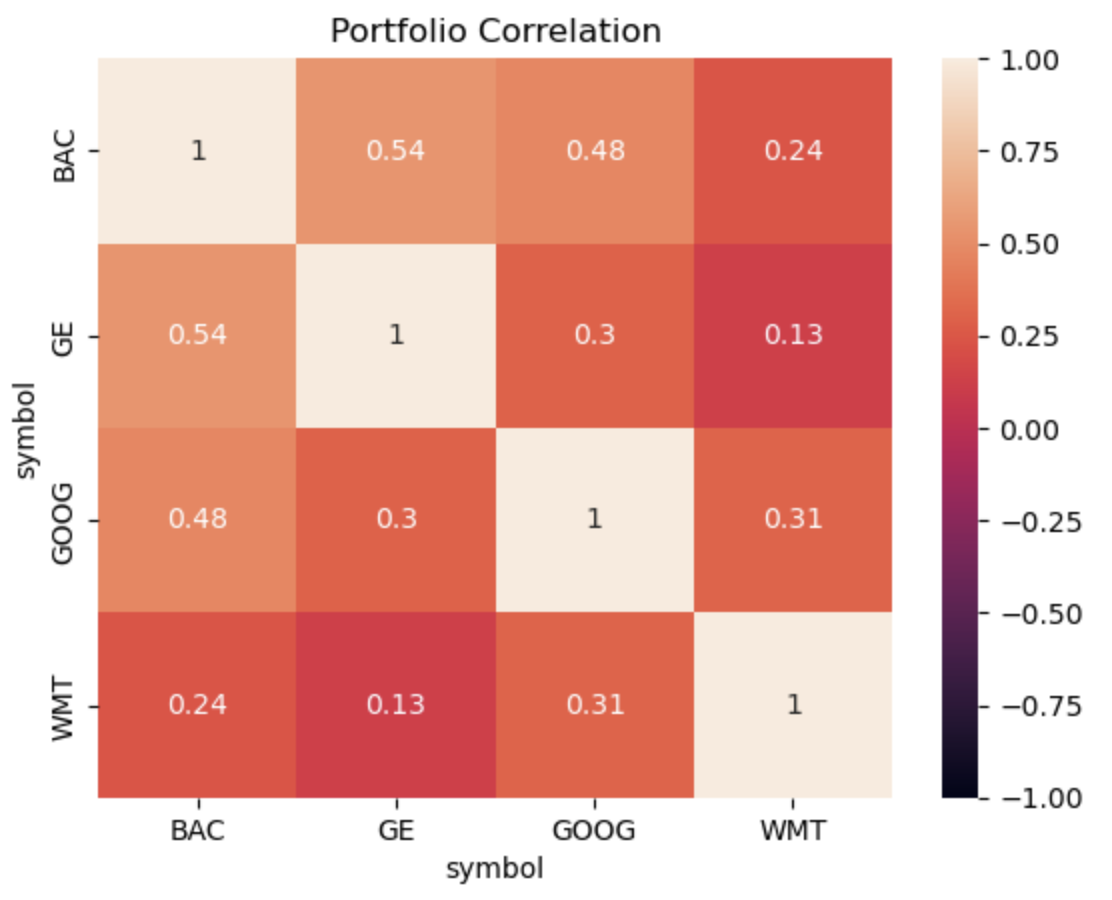 Portfolio Correlation
BAC 1 0.54 0.48 0.24
GE 0.54 1 0.3 0.13
GOOG 0.48 0.3 1 0.31
WMT 0.24 0.13 0.31 1
symbol
BAC GE GOOG WMT
symbol
1.00
0.75
0.50
0.25
0.00
−0.25
−0.50
−0.75
−1.00